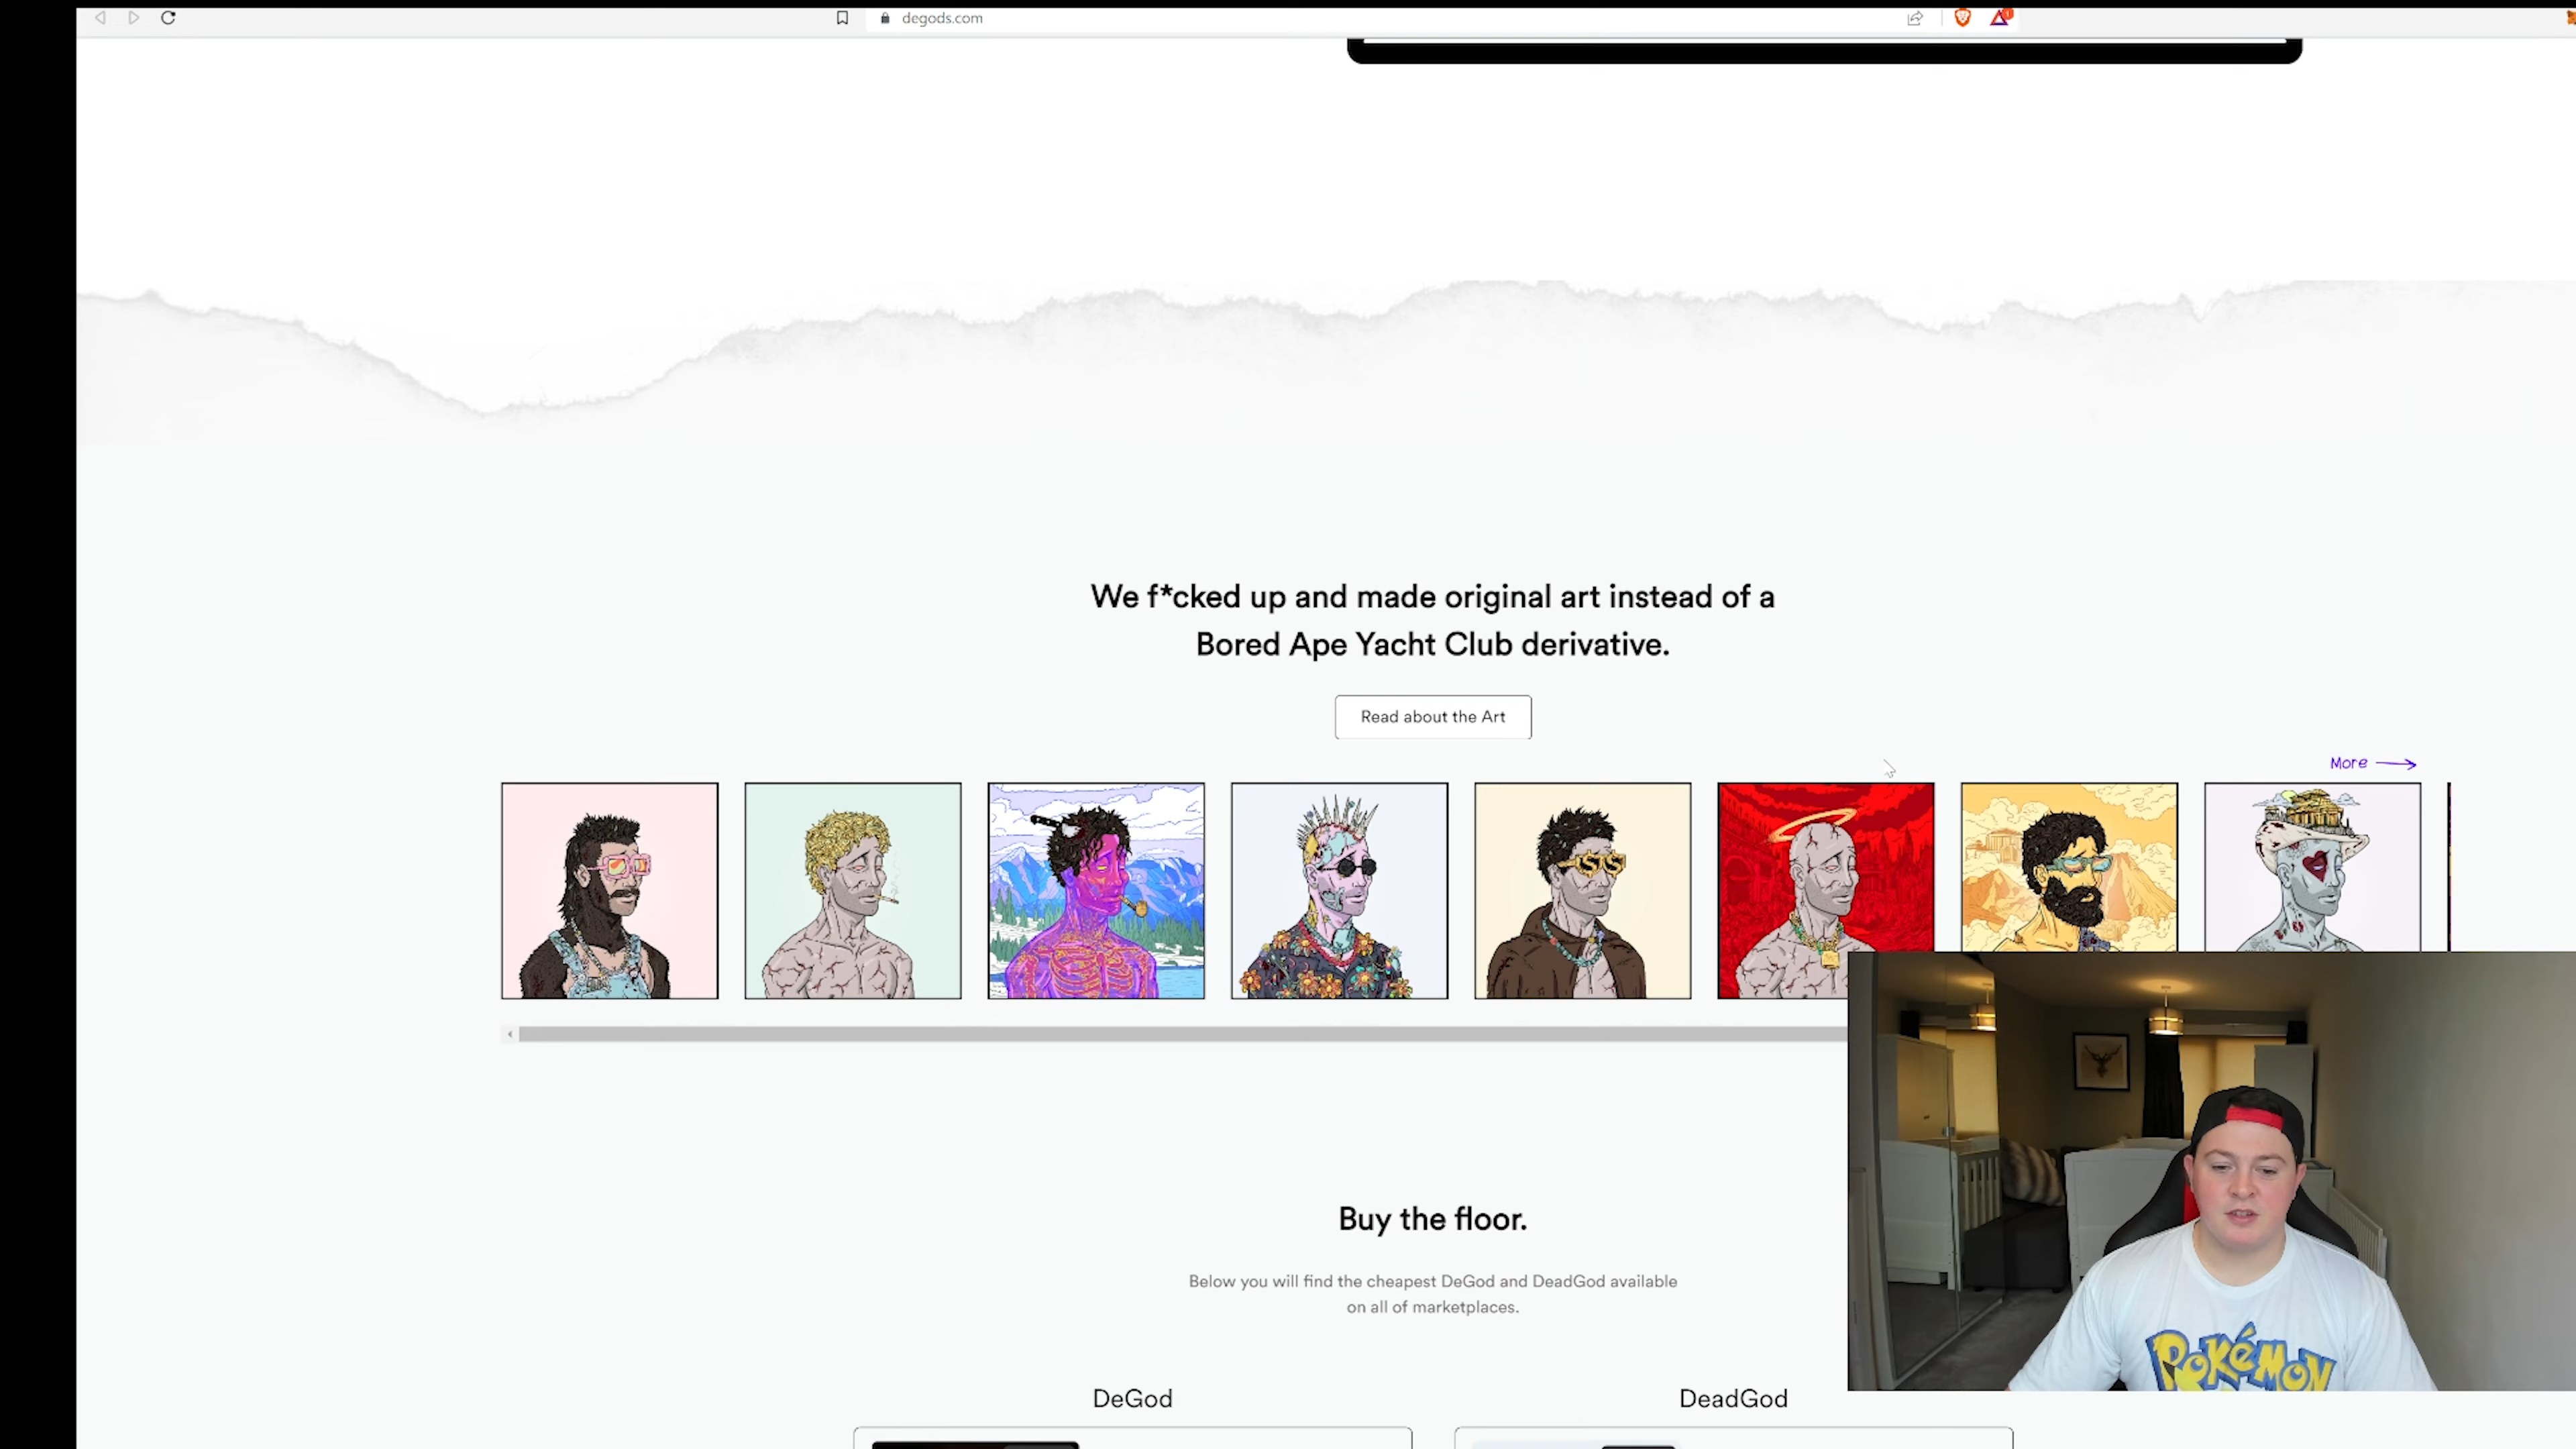 degods.com
We f*cked up and made original art instead of a
Bored Ape Yacht Club derivative.
Read about the Art
More
Buy the floor.
Below you will find the cheapest DeGod and DeadGod available
on all of marketplaces.
DeGod
DeadGod
POKéMON